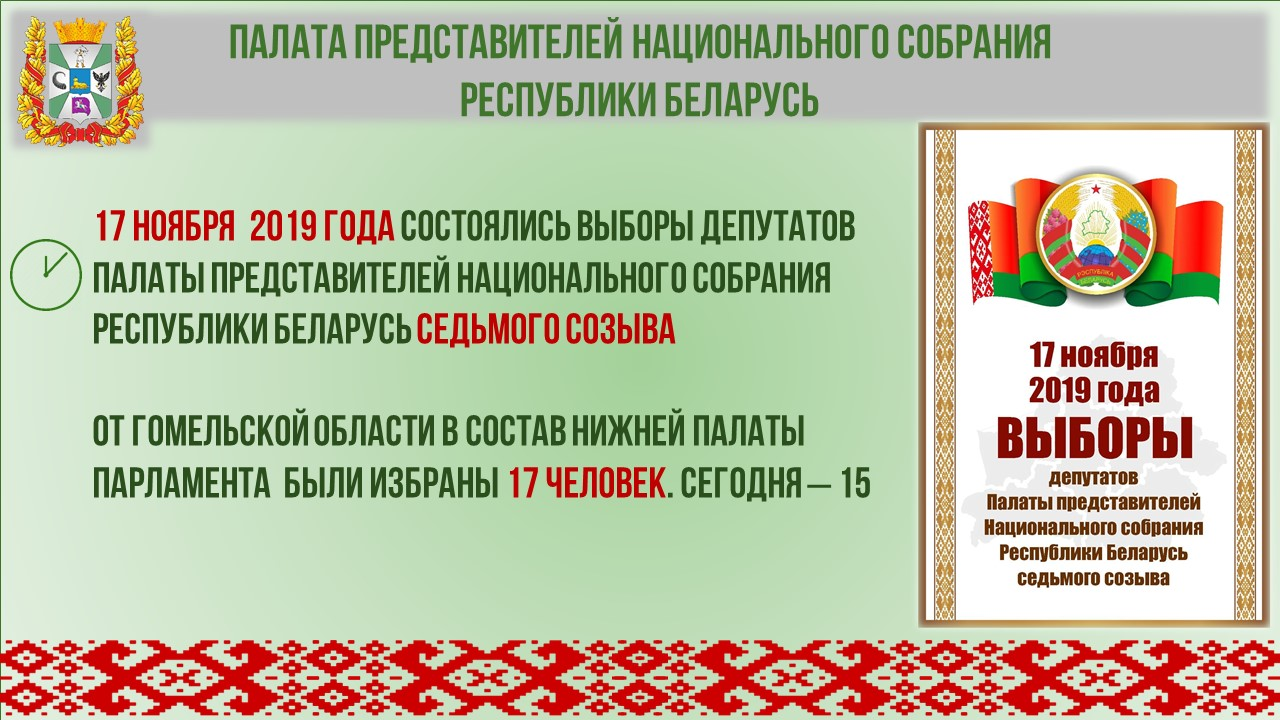 ПАЛАТА ПРЕДСТАВИТЕЛЕЙ НАЦИОНАЛЬНОГО СОБРАНИЯ
РЕСПУБЛИКИ БЕЛАРУСЬ
17 НОЯБРЯ 2019 ГОДА СОСТОЯЛИСЬ ВЫБОРЫ ДЕПУТАТОВ
ПАЛАТЫ ПРЕДСТАВИТЕЛЕЙ НАЦИОНАЛЬНОГО СОБРАНИЯ
РЕСПУБЛИКИ БЕЛАРУСЬ СЕДЬМОГО СОЗЫВА
ОТ ГОМЕЛЬСКОЙ ОБЛАСТИ В СОСТАВ НИЖНЕЙ ПАЛАТЫ
ПАРЛАМЕНТА БЫЛИ ИЗБРАНЫ 17 ЧЕЛОВЕК. СЕГОДНЯ – 15
17 ноября
2019 года
ВЫБОРЫ
депутатов
Палаты представителей
Национального собрания
Республики Беларусь
седьмого созыва